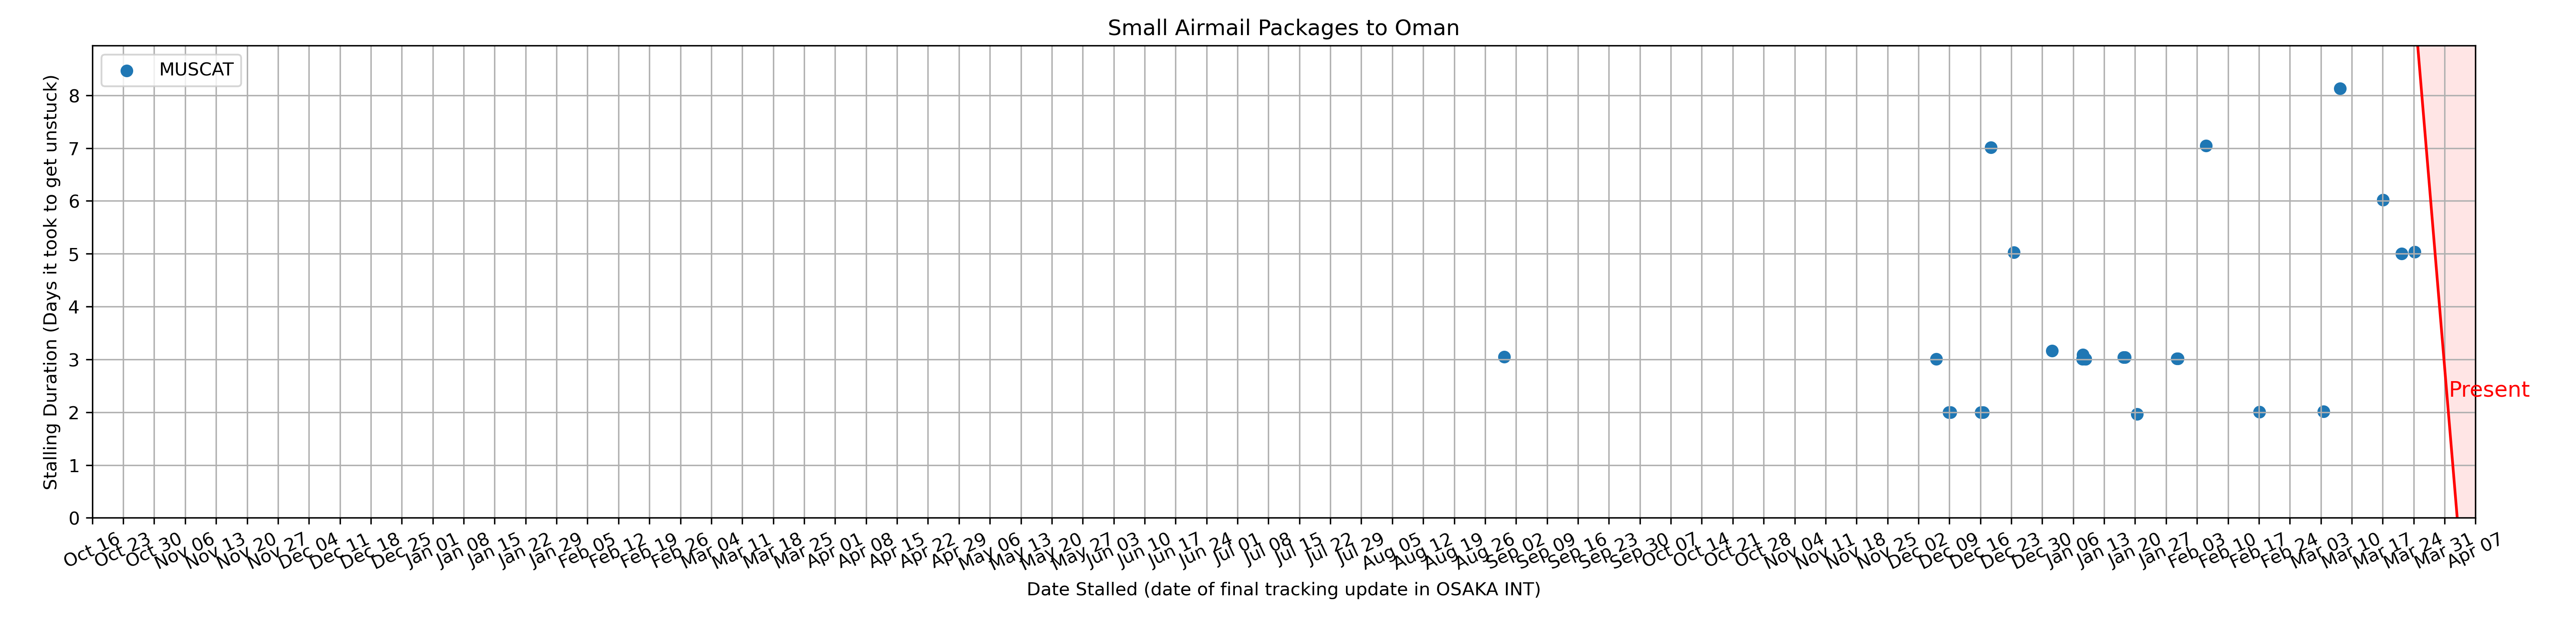 Small Airmail Packages to Oman
MUSCAT
Stalling Duration (Days it took to get unstuck)
8
7
6
5
4
3
2
1
0
Present
Oct 16 Oct 23 Oct 30 Nov 06 Nov 13 Nov 20 Nov 27 Dec 04 Dec 11 Dec 18 Dec 25 Jan 01 Jan 08 Jan 15 Jan 22 Jan 29 Feb 05 Feb 12 Feb 19 Feb 26 Mar 04 Mar 11 Mar 18 Mar 25 Apr 01 Apr 08 Apr 15 Apr 22 Apr 29 May 06 May 13 May 20 May 27 Jun 03 Jun 10 Jun 17 Jun 24 Jul 01 Jul 08 Jul 15 Jul 22 Jul 29 Aug 05 Aug 12 Aug 19 Aug 26 Sep 02 Sep 09 Sep 16 Sep 23 Sep 30 Oct 07 Oct 14 Oct 21 Oct 28 Nov 04 Nov 11 Nov 18 Nov 25 Dec 02 Dec 09 Dec 16 Dec 23 Dec 30 Jan 06 Jan 13 Jan 20 Jan 27 Feb 03 Feb 10 Feb 17 Feb 24 Mar 03 Mar 10 Mar 17 Mar 24 Mar 31 Apr 07
Date Stalled (date of final tracking update in OSAKA INT)